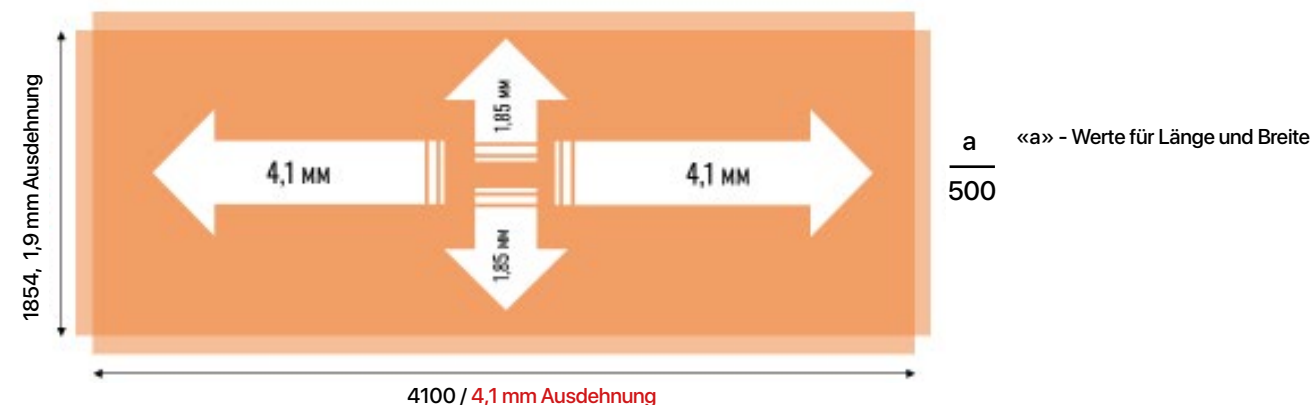 1854, 1,9 mm Ausdehnung
1,85 мм
4,1 мм
4,1 мм
1,85 мм
a
500
«a» - Werte für Länge und Breite
4100 / 4,1 mm Ausdehnung